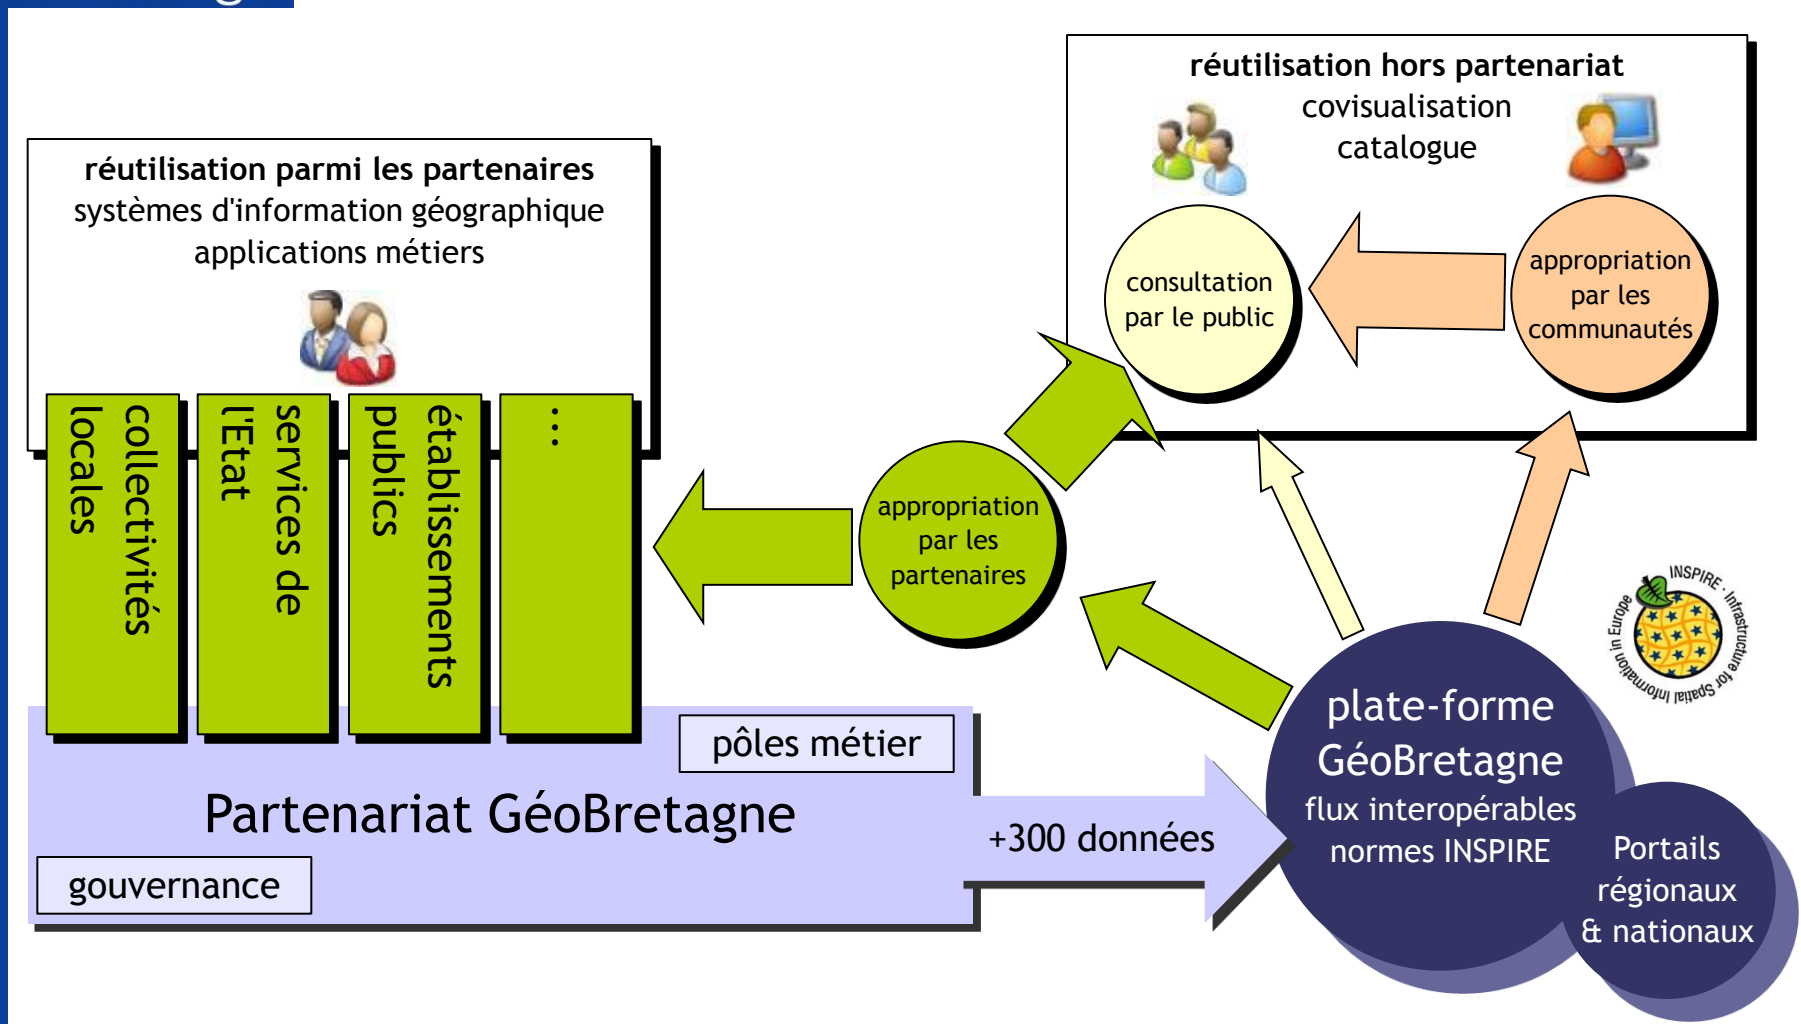 g
réutilisation hors partenariat
covisualisation
catalogue
réutilisation parmi les partenaires
systèmes d'information géographique
applications métiers
consultation
par le public
appropriation
par les
communautés
collectivités
locales
services de
l'Etat
établissements
publics
...
appropriation
par les
partenaires
INSPIRE · Infrastructure for Spatial Information in Europe
plate-forme
GéoBretagne
flux interopérables
normes INSPIRE
pôles métier
Partenariat GéoBretagne
gouvernance
+300 données
Portails
régionaux
& nationaux